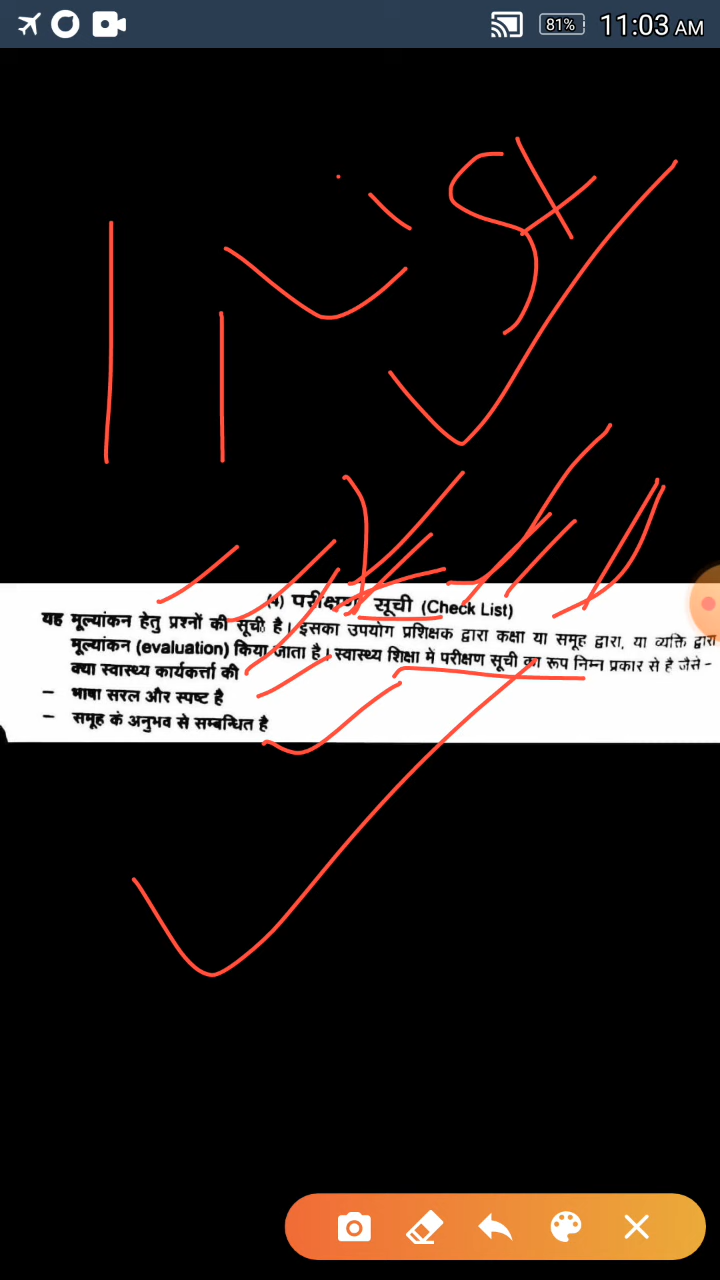 81%
11:03 AM
(4) परीक्षण सूची (Check List)
यह मूल्यांकन हेतु प्रश्नों की सूची है। इसका उपयोग प्रशिक्षक द्वारा कक्षा या समूह द्वारा, या व्यक्ति द्वारा
मूल्यांकन (evaluation) किया जाता है। स्वास्थ्य शिक्षा में परीक्षण सूची का रूप निम्न प्रकार से है जैसे -
क्या स्वास्थ्य कार्यकर्त्ता की
– भाषा सरल और स्पष्ट है
– समूह के अनुभव से सम्बन्धित है